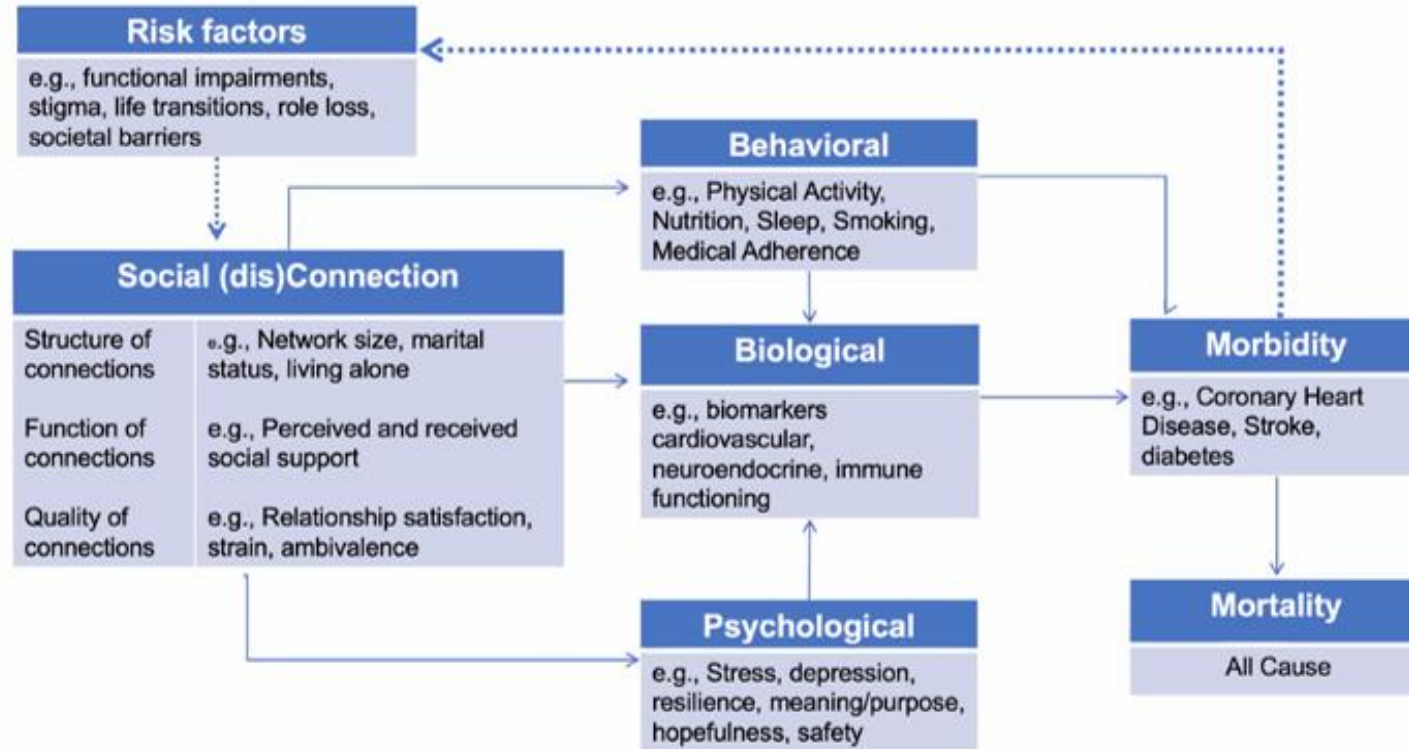 Risk factors
e.g., functional impairments,
stigma, life transitions, role loss,
societal barriers
Social (dis)Connection
Structure of
connections
e.g., Network size, marital
status, living alone
Function of
connections
e.g., Perceived and received
social support
Quality of
connections
e.g., Relationship satisfaction,
strain, ambivalence
Behavioral
e.g., Physical Activity,
Nutrition, Sleep, Smoking,
Medical Adherence
Biological
e.g., biomarkers
cardiovascular,
neuroendocrine, immune
functioning
Psychological
e.g., Stress, depression,
resilience, meaning/purpose,
hopefulness, safety
Morbidity
e.g., Coronary Heart
Disease, Stroke,
diabetes
Mortality
All Cause